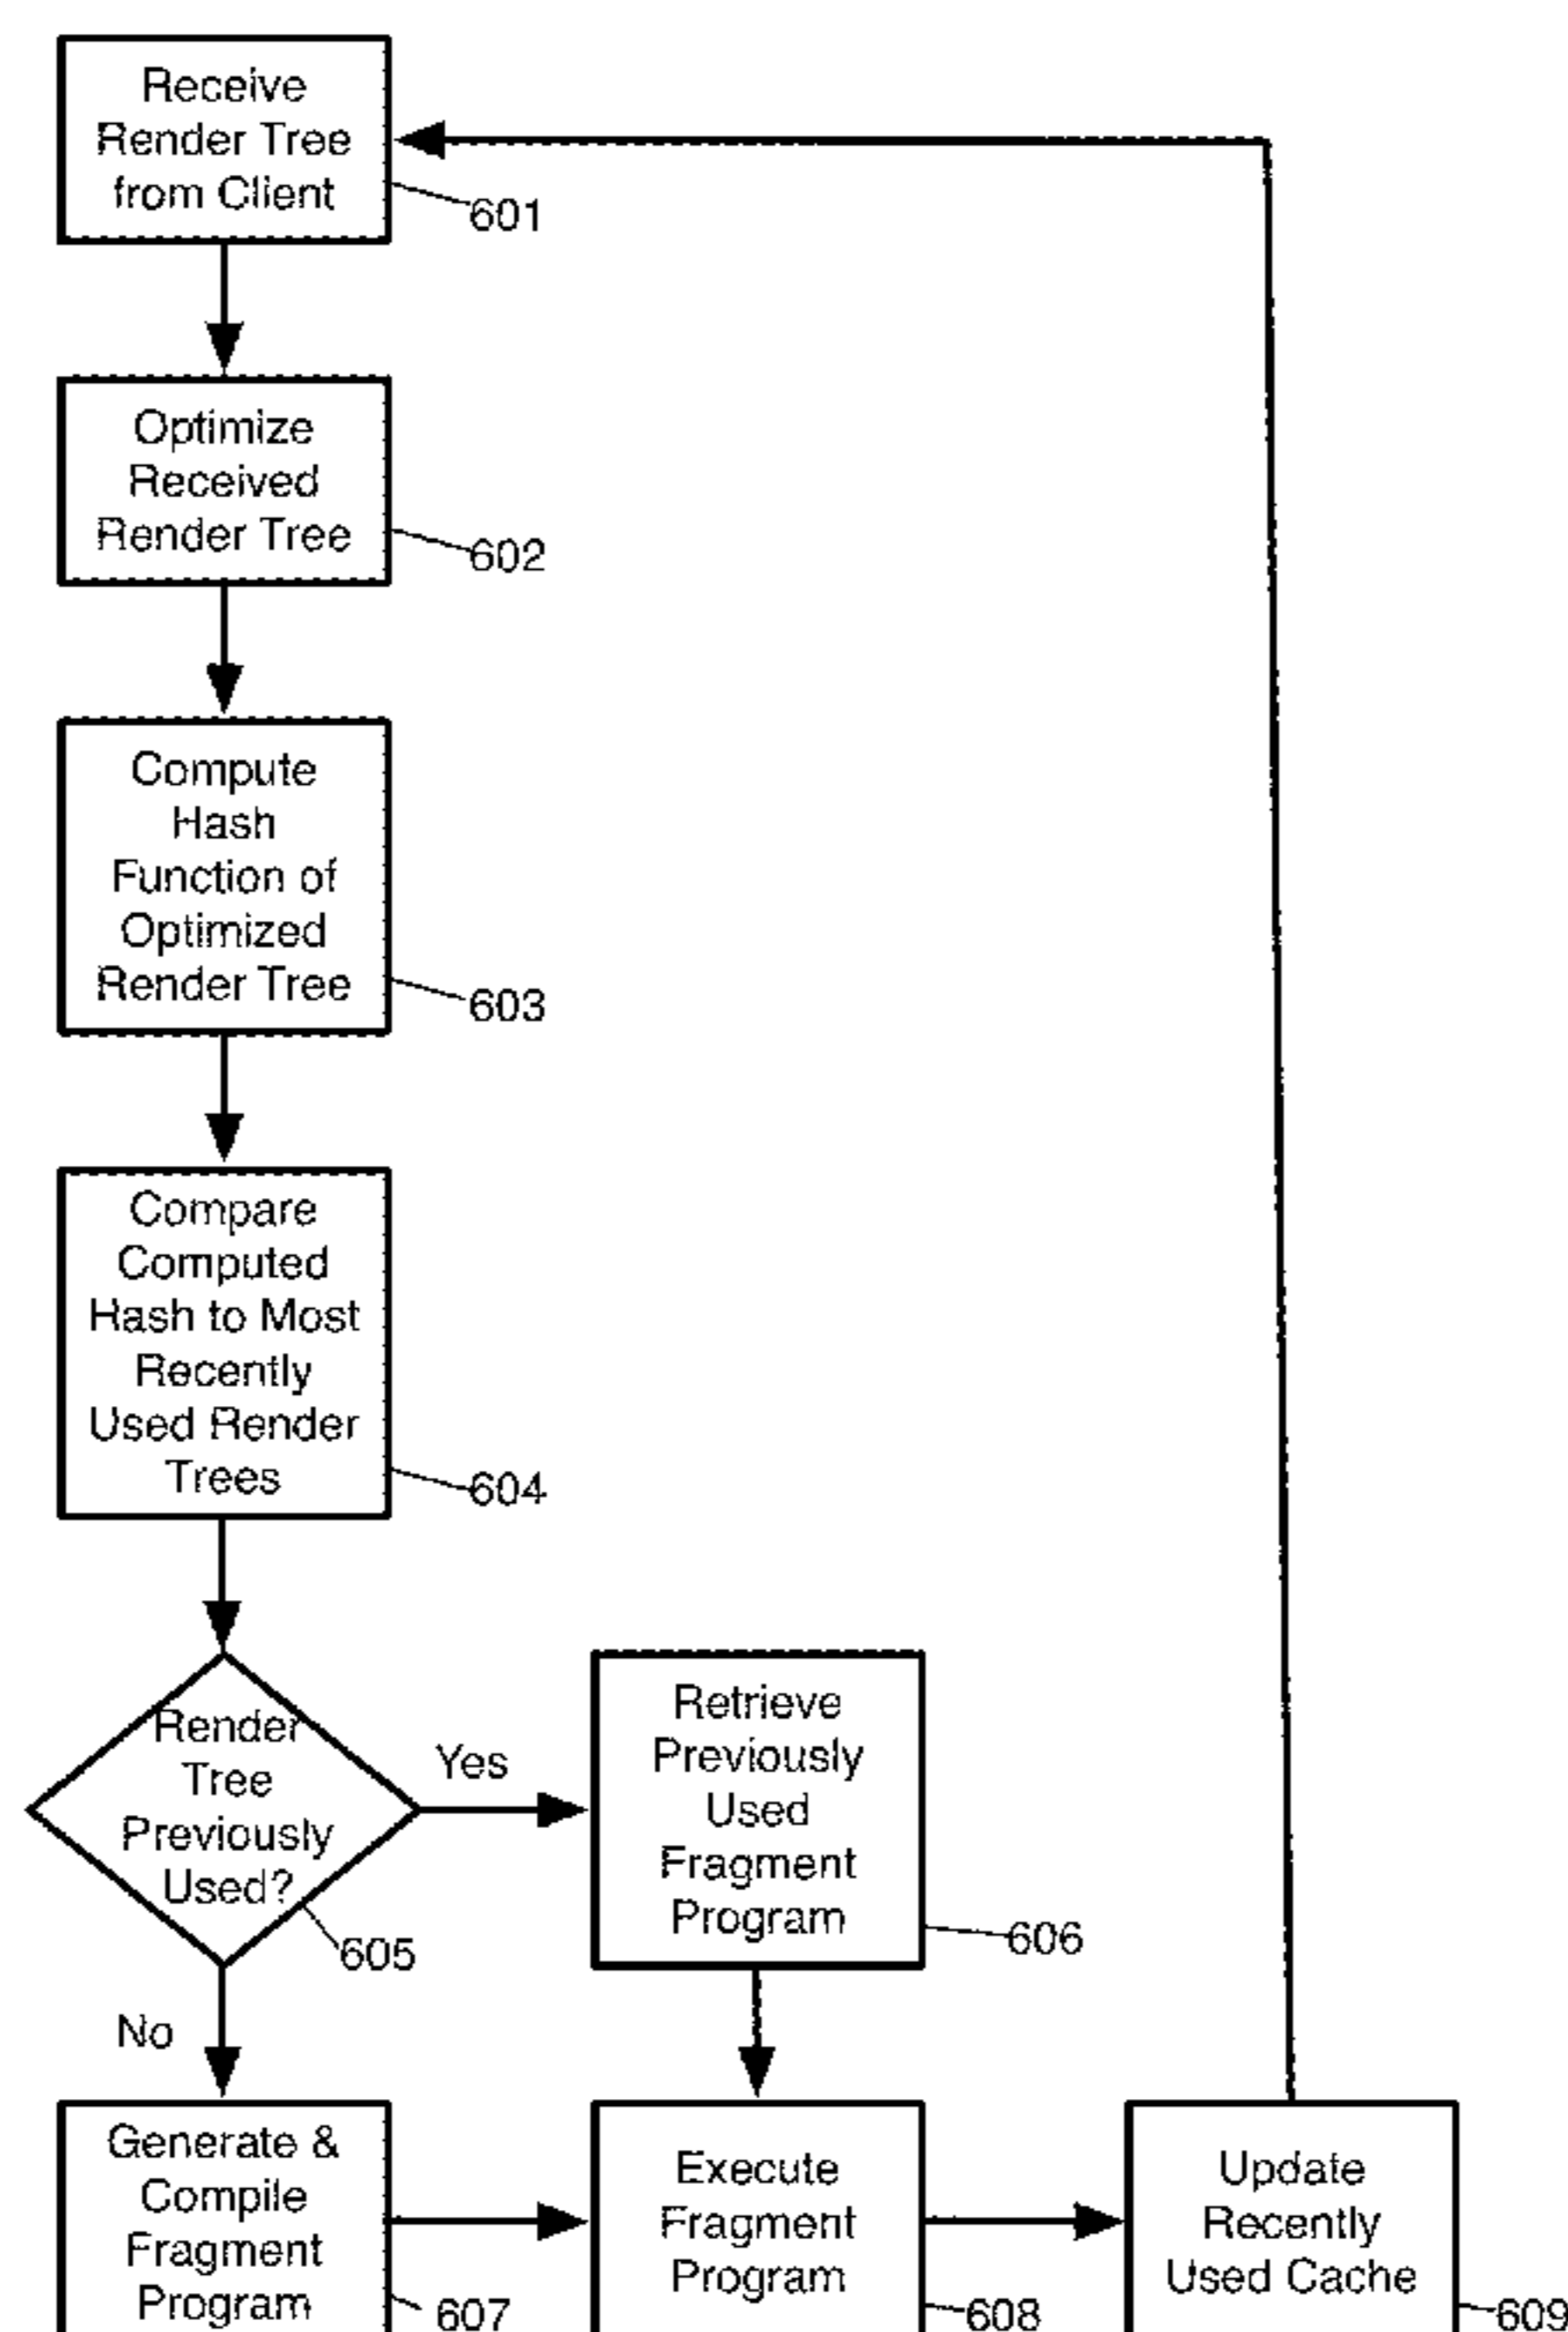 Receive
Render Tree
from Client
601
Optimize
Received
Render Tree
602
Compute
Hash
Function of
Optimized
Render Tree
603
Compare
Computed
Hash to Most
Recently
Used Render
Trees
604
Render
Tree
Previously
Used?
605
Yes
No
Retrieve
Previously
Used
Fragment
Program
606
Generate &
Compile
Fragment
Program
607
Execute
Fragment
Program
608
Update
Recently
Used Cache
609